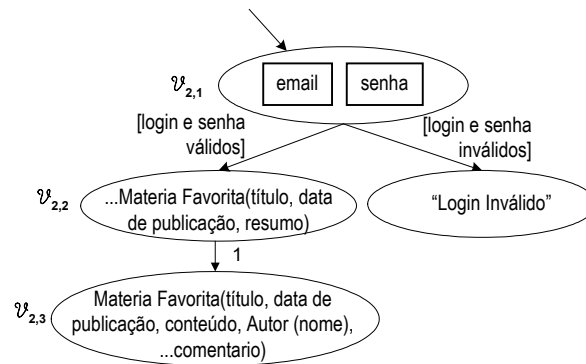 𝒱2,1
email senha
[login e senha
válidos]
[login e senha
inválidos]
𝒱2,2
...Materia Favorita(título, data
de publicação, resumo)
“Login Inválido”
1
𝒱2,3
Materia Favorita(título, data de
publicação, conteúdo, Autor (nome),
...comentario)